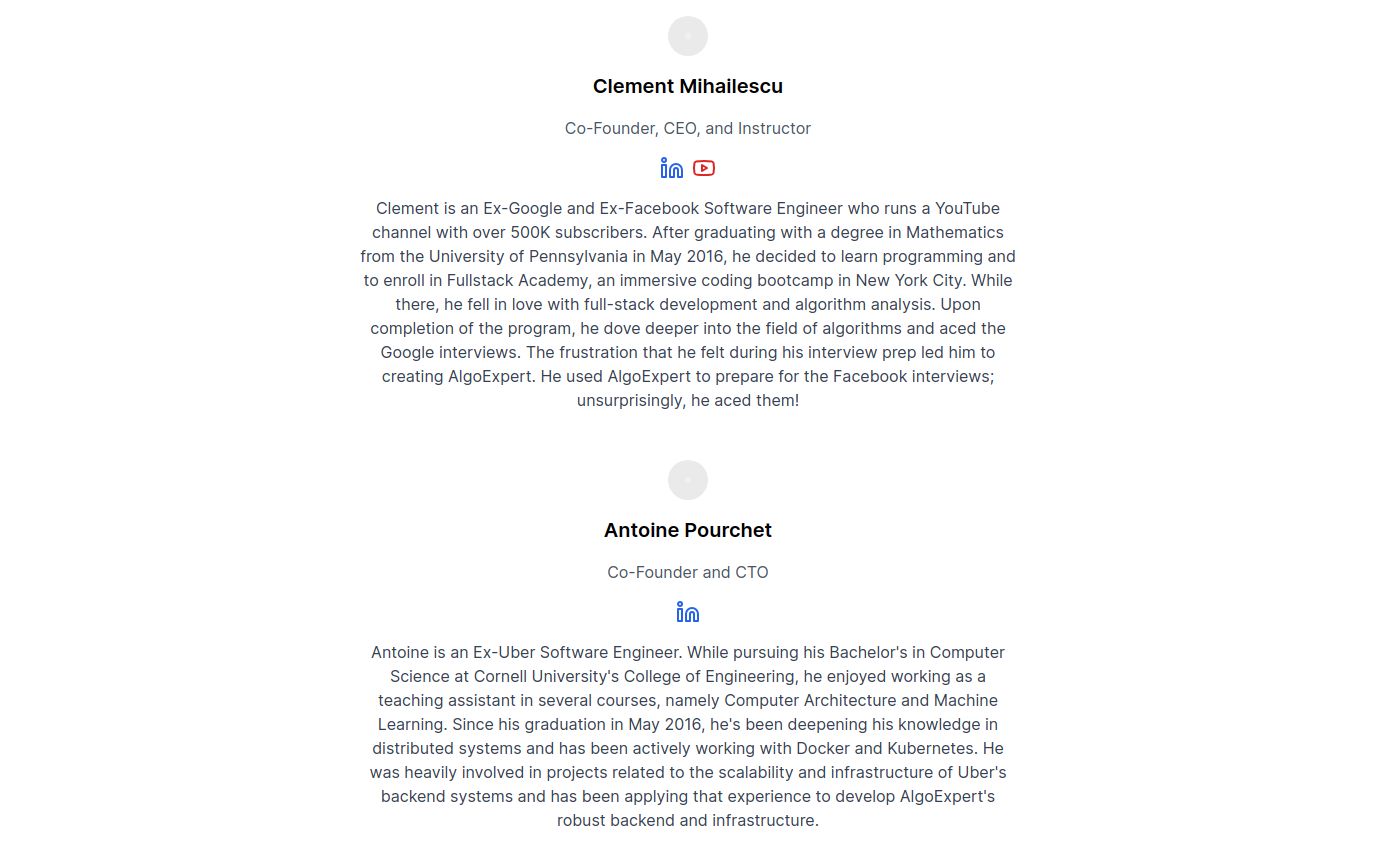 Clement Mihailescu
Co-Founder, CEO, and Instructor
Clement is an Ex-Google and Ex-Facebook Software Engineer who runs a YouTube
channel with over 500K subscribers. After graduating with a degree in Mathematics
from the University of Pennsylvania in May 2016, he decided to learn programming and
to enroll in Fullstack Academy, an immersive coding bootcamp in New York City. While
there, he fell in love with full-stack development and algorithm analysis. Upon
completion of the program, he dove deeper into the field of algorithms and aced the
Google interviews. The frustration that he felt during his interview prep led him to
creating AlgoExpert. He used AlgoExpert to prepare for the Facebook interviews;
unsurprisingly, he aced them!
Antoine Pourchet
Co-Founder and CTO
Antoine is an Ex-Uber Software Engineer. While pursuing his Bachelor's in Computer
Science at Cornell University's College of Engineering, he enjoyed working as a
teaching assistant in several courses, namely Computer Architecture and Machine
Learning. Since his graduation in May 2016, he's been deepening his knowledge in
distributed systems and has been actively working with Docker and Kubernetes. He
was heavily involved in projects related to the scalability and infrastructure of Uber's
backend systems and has been applying that experience to develop AlgoExpert's
robust backend and infrastructure.